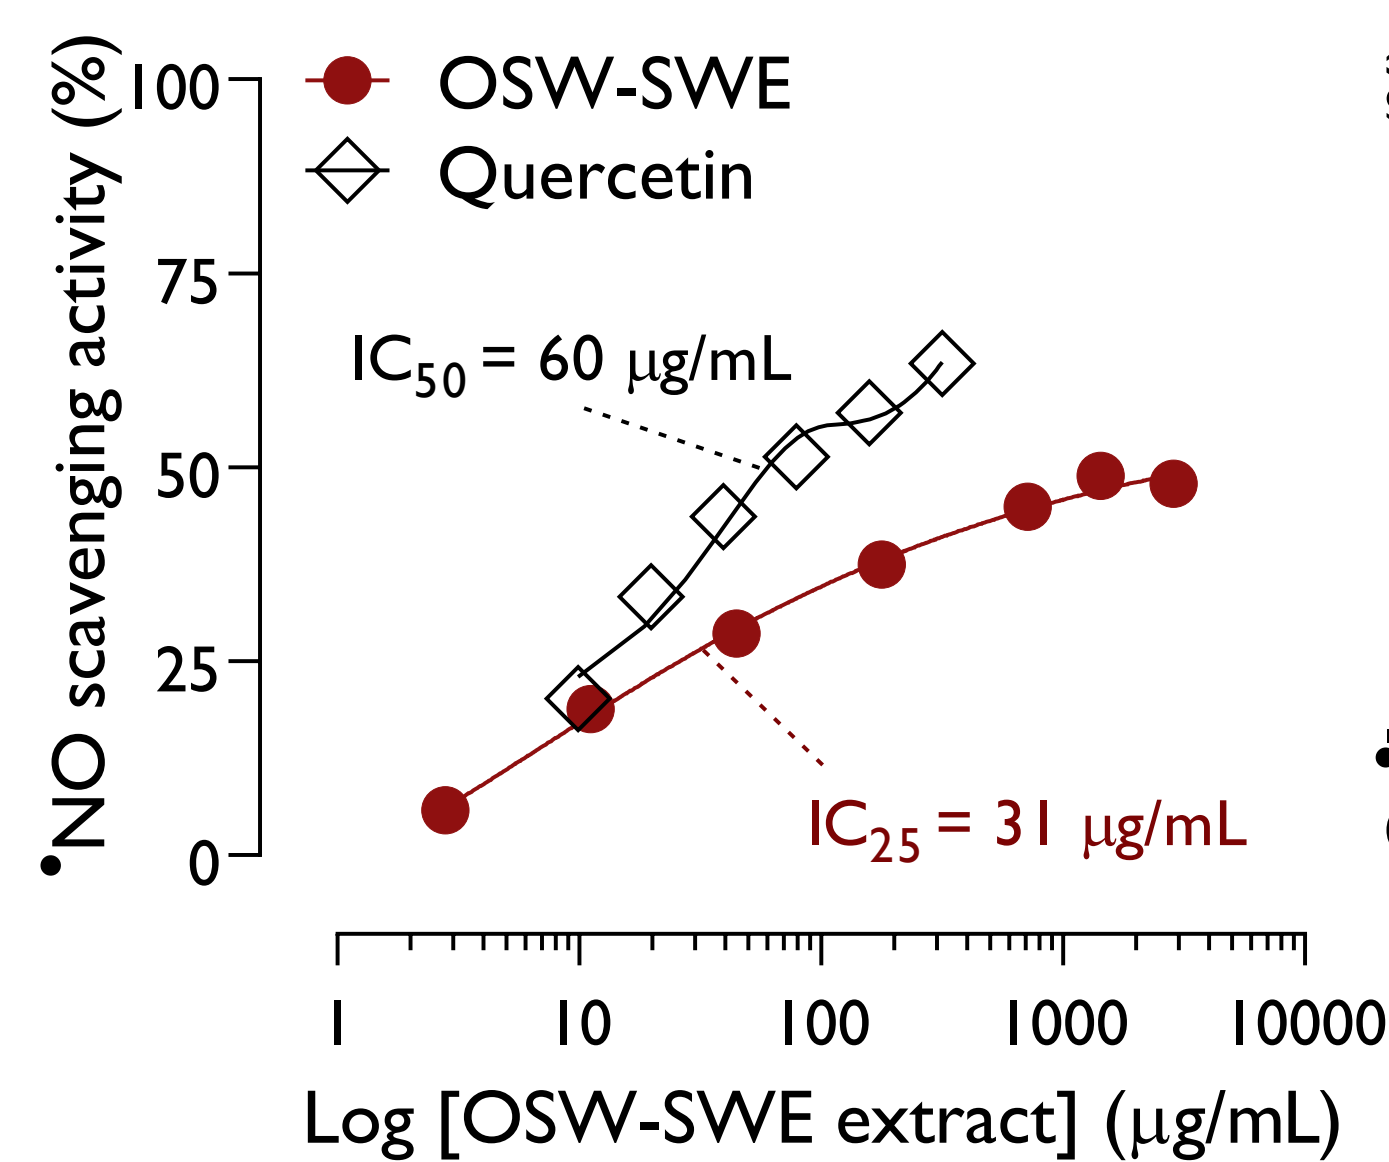 •NO scavenging activity (%)
100
75
50
25
0
OSW-SWE
Quercetin
IC50 = 60 μg/mL
IC25 = 31 μg/mL
1 10 100 1000 10000
Log [OSW-SWE extract] (μg/mL)